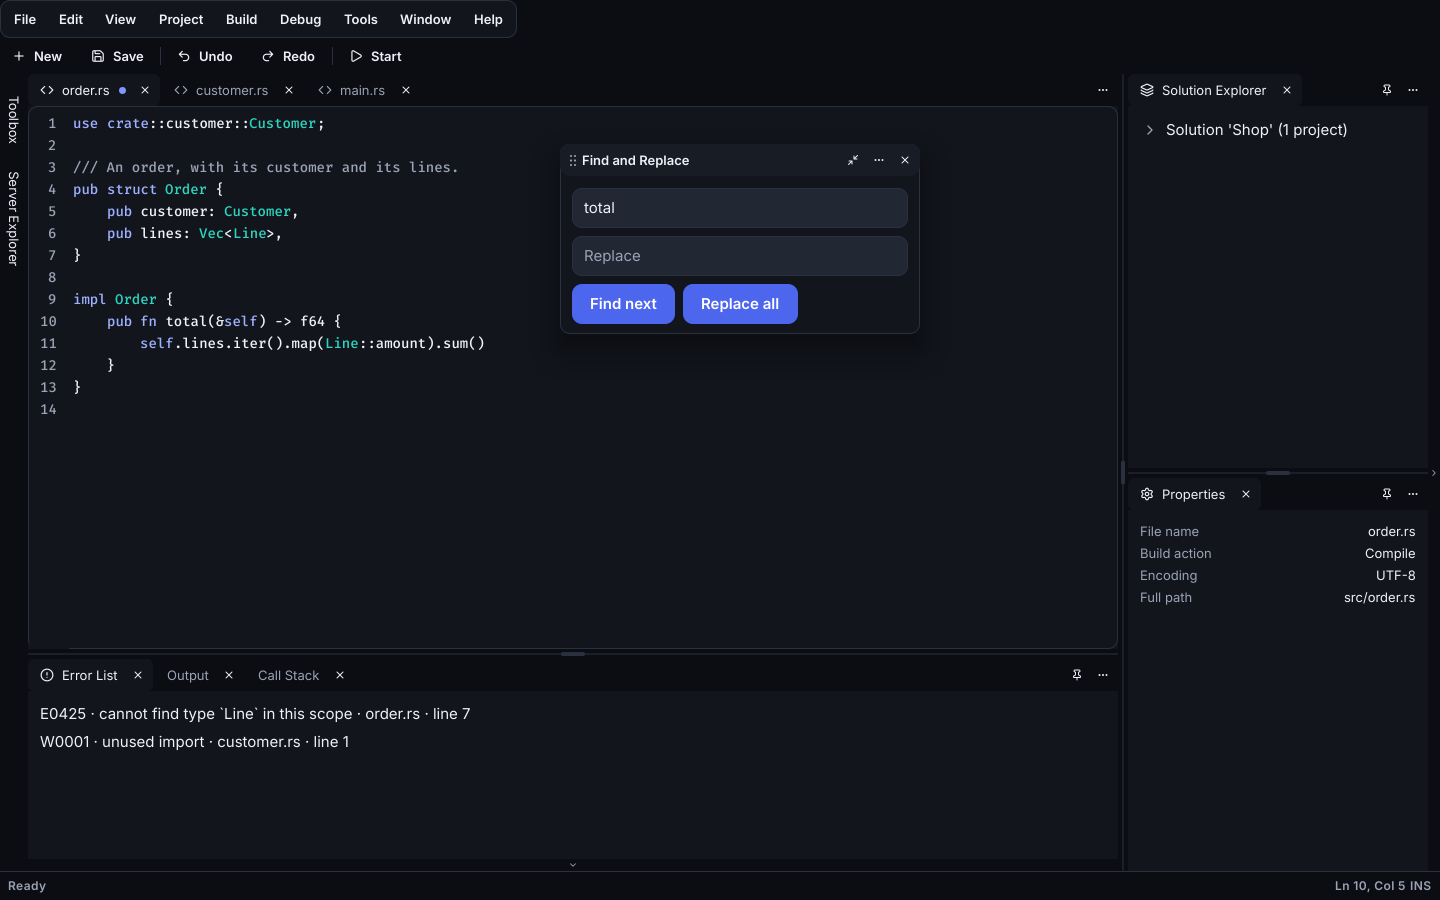 File Edit View Project Build Debug Tools Window Help
New Save Undo Redo Start
order.rs customer.rs main.rs
Toolbox
Server Explorer
1 use crate::customer::Customer;
2
3 /// An order, with its customer and its lines.
4 pub struct Order {
5 pub customer: Customer,
6 pub lines: Vec<Line>,
7 }
8
9 impl Order {
10 pub fn total(&self) -> f64 {
11 self.lines.iter().map(Line::amount).sum()
12 }
13 }
14
Find and Replace
total
Replace
Find next Replace all
Solution Explorer
Solution 'Shop' (1 project)
Properties
File name order.rs
Build action Compile
Encoding UTF-8
Full path src/order.rs
Error List Output Call Stack
E0425 · cannot find type `Line` in this scope · order.rs · line 7
W0001 · unused import · customer.rs · line 1
Ready Ln 10, Col 5 INS